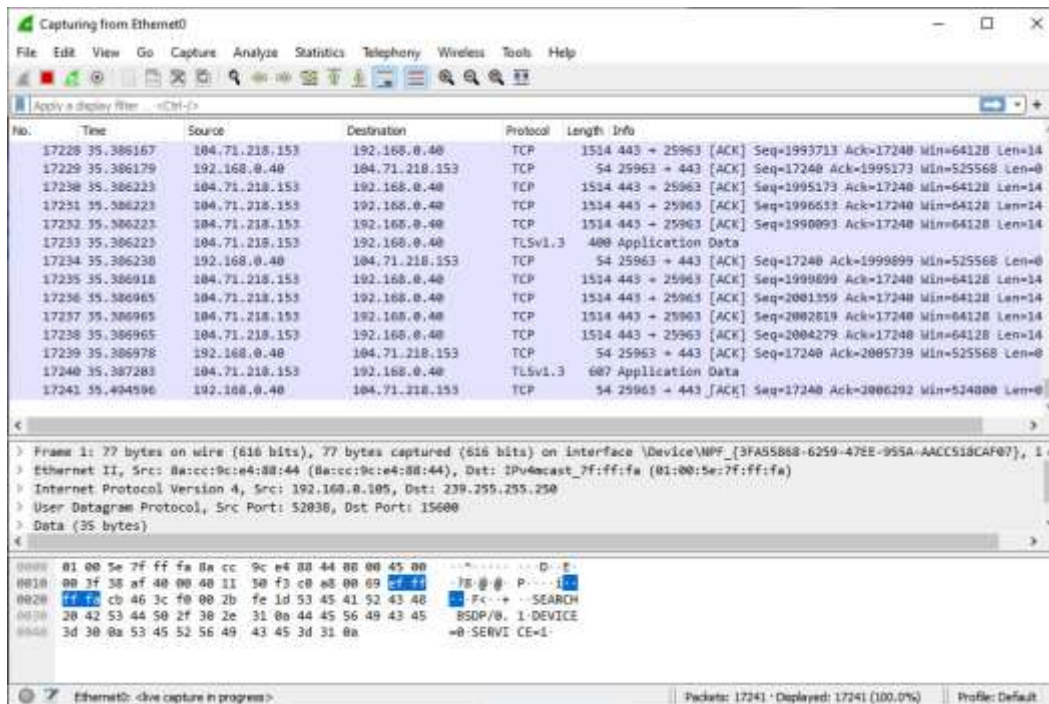 Capturing from Ethernet0
File Edit View Go Capture Analyze Statistics Telephony Wireless Tools Help
Apply a display filter ... <Ctrl-/>
No. Time Source Destination Protocol Length Info
17228 35.386167 104.71.218.153 192.168.0.40 TCP 1514 443 → 25963 [ACK] Seq=1993713 Ack=17240 Win=64128 Len=14
17229 35.386179 192.168.0.40 104.71.218.153 TCP 54 25963 → 443 [ACK] Seq=17240 Ack=1995173 Win=525568 Len=0
17230 35.386223 104.71.218.153 192.168.0.40 TCP 1514 443 → 25963 [ACK] Seq=1995173 Ack=17240 Win=64128 Len=14
17231 35.386223 104.71.218.153 192.168.0.40 TCP 1514 443 → 25963 [ACK] Seq=1996633 Ack=17240 Win=64128 Len=14
17232 35.386223 104.71.218.153 192.168.0.40 TCP 1514 443 → 25963 [ACK] Seq=1998093 Ack=17240 Win=64128 Len=14
17233 35.386223 104.71.218.153 192.168.0.40 TLSv1.3 400 Application Data
17234 35.386238 192.168.0.40 104.71.218.153 TCP 54 25963 → 443 [ACK] Seq=17240 Ack=1999899 Win=525568 Len=0
17235 35.386918 104.71.218.153 192.168.0.40 TCP 1514 443 → 25963 [ACK] Seq=1999899 Ack=17240 Win=64128 Len=14
17236 35.386965 104.71.218.153 192.168.0.40 TCP 1514 443 → 25963 [ACK] Seq=2001359 Ack=17240 Win=64128 Len=14
17237 35.386965 104.71.218.153 192.168.0.40 TCP 1514 443 → 25963 [ACK] Seq=2002819 Ack=17240 Win=64128 Len=14
17238 35.386965 104.71.218.153 192.168.0.40 TCP 1514 443 → 25963 [ACK] Seq=2004279 Ack=17240 Win=64128 Len=14
17239 35.386978 192.168.0.40 104.71.218.153 TCP 54 25963 → 443 [ACK] Seq=17240 Ack=2005739 Win=525568 Len=0
17240 35.387203 104.71.218.153 192.168.0.40 TLSv1.3 607 Application Data
17241 35.404596 192.168.0.40 104.71.218.153 TCP 54 25963 → 443 [ACK] Seq=17240 Ack=2006292 Win=524800 Len=0
Frame 1: 77 bytes on wire (616 bits), 77 bytes captured (616 bits) on interface \Device\NPF_{3FA55868-6259-47EE-955A-AACC518CAF07}, i
Ethernet II, Src: 8a:cc:9c:e4:88:44 (8a:cc:9c:e4:88:44), Dst: IPv4mcast_7f:ff:fa (01:00:5e:7f:ff:fa)
Internet Protocol Version 4, Src: 192.168.0.105, Dst: 239.255.255.250
User Datagram Protocol, Src Port: 52038, Dst Port: 15600
Data (35 bytes)
0000 01 00 5e 7f ff fa 8a cc 9c e4 88 44 08 00 45 00 ··^······· ·D··E·
0010 00 3f 38 af 40 00 40 11 50 f3 c0 a8 00 69 ef ff ·?8·@·@· P····i··
0020 ff fa cb 46 3c f0 00 2b fe 1d 53 45 41 52 43 48 ···F<··+ ··SEARCH
0030 20 42 53 44 50 2f 30 2e 31 0a 44 45 56 49 43 45 BSDP/0. 1·DEVICE
0040 3d 30 0a 53 45 52 56 49 43 45 3d 31 0a =0·SERVI CE=1·
Ethernet0: <live capture in progress> Packets: 17241 · Displayed: 17241 (100.0%) Profile: Default